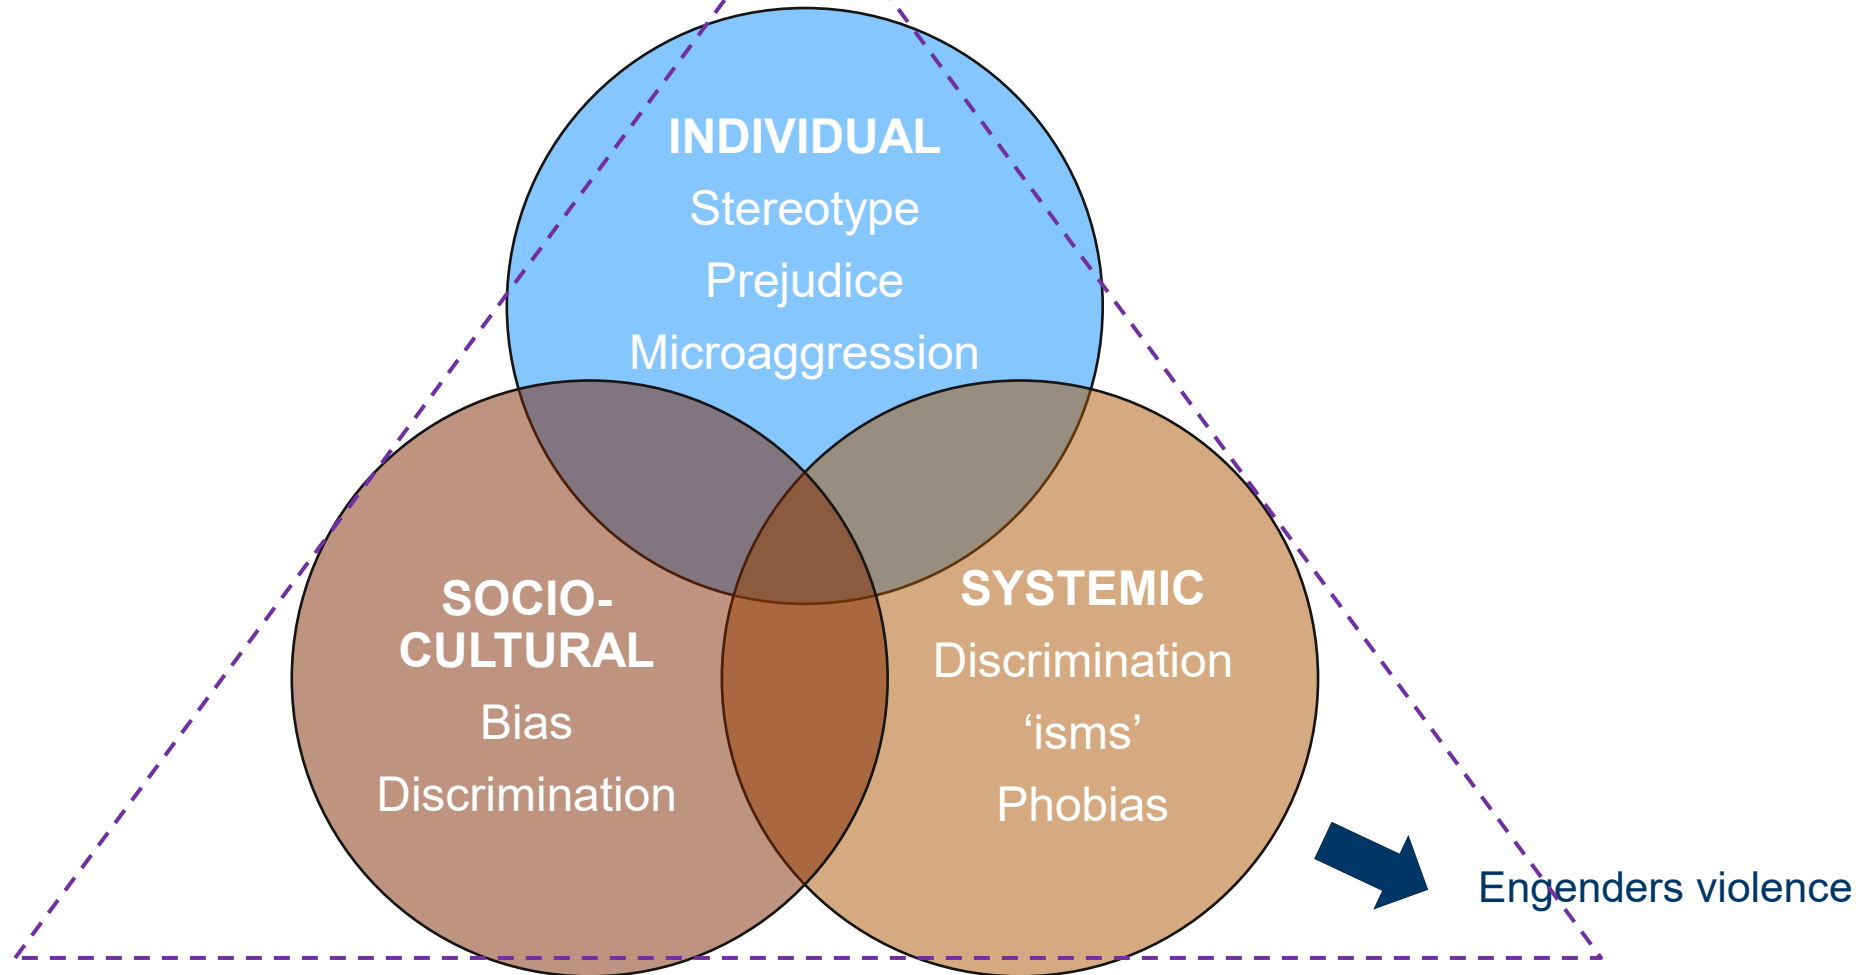 INDIVIDUAL
Stereotype
Prejudice
Microaggression
SOCIO-
CULTURAL
Bias
Discrimination
SYSTEMIC
Discrimination
‘isms’
Phobias
Engenders violence